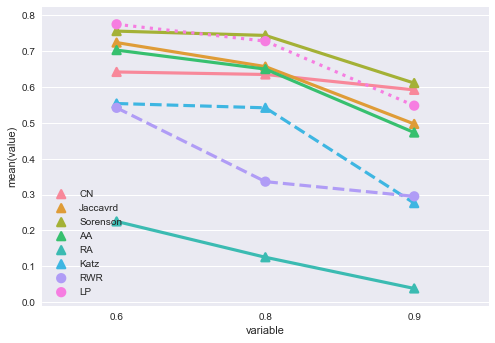 0.8
0.7
0.6
0.5
0.4
0.3
0.2
0.1
0.0
mean(value)
CN
Jaccavrd
Sorenson
AA
RA
Katz
RWR
LP
0.6 0.8 0.9
variable